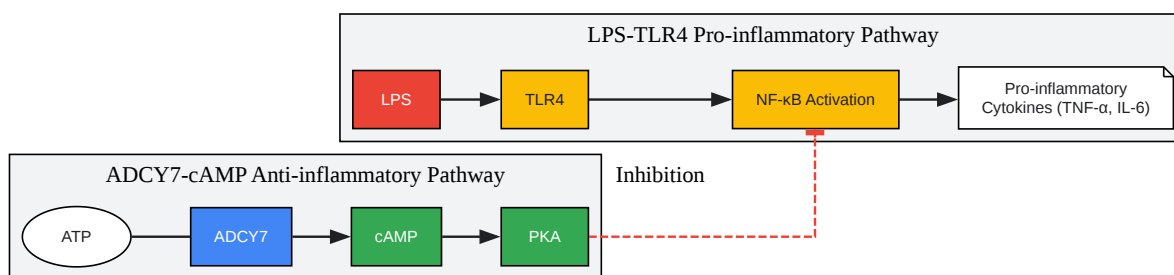 LPS-TLR4 Pro-inflammatory Pathway
LPS
TLR4
NF-κB Activation
Pro-inflammatory
Cytokines (TNF-α, IL-6)
ADCY7-cAMP Anti-inflammatory Pathway
Inhibition
ATP
ADCY7
cAMP
PKA